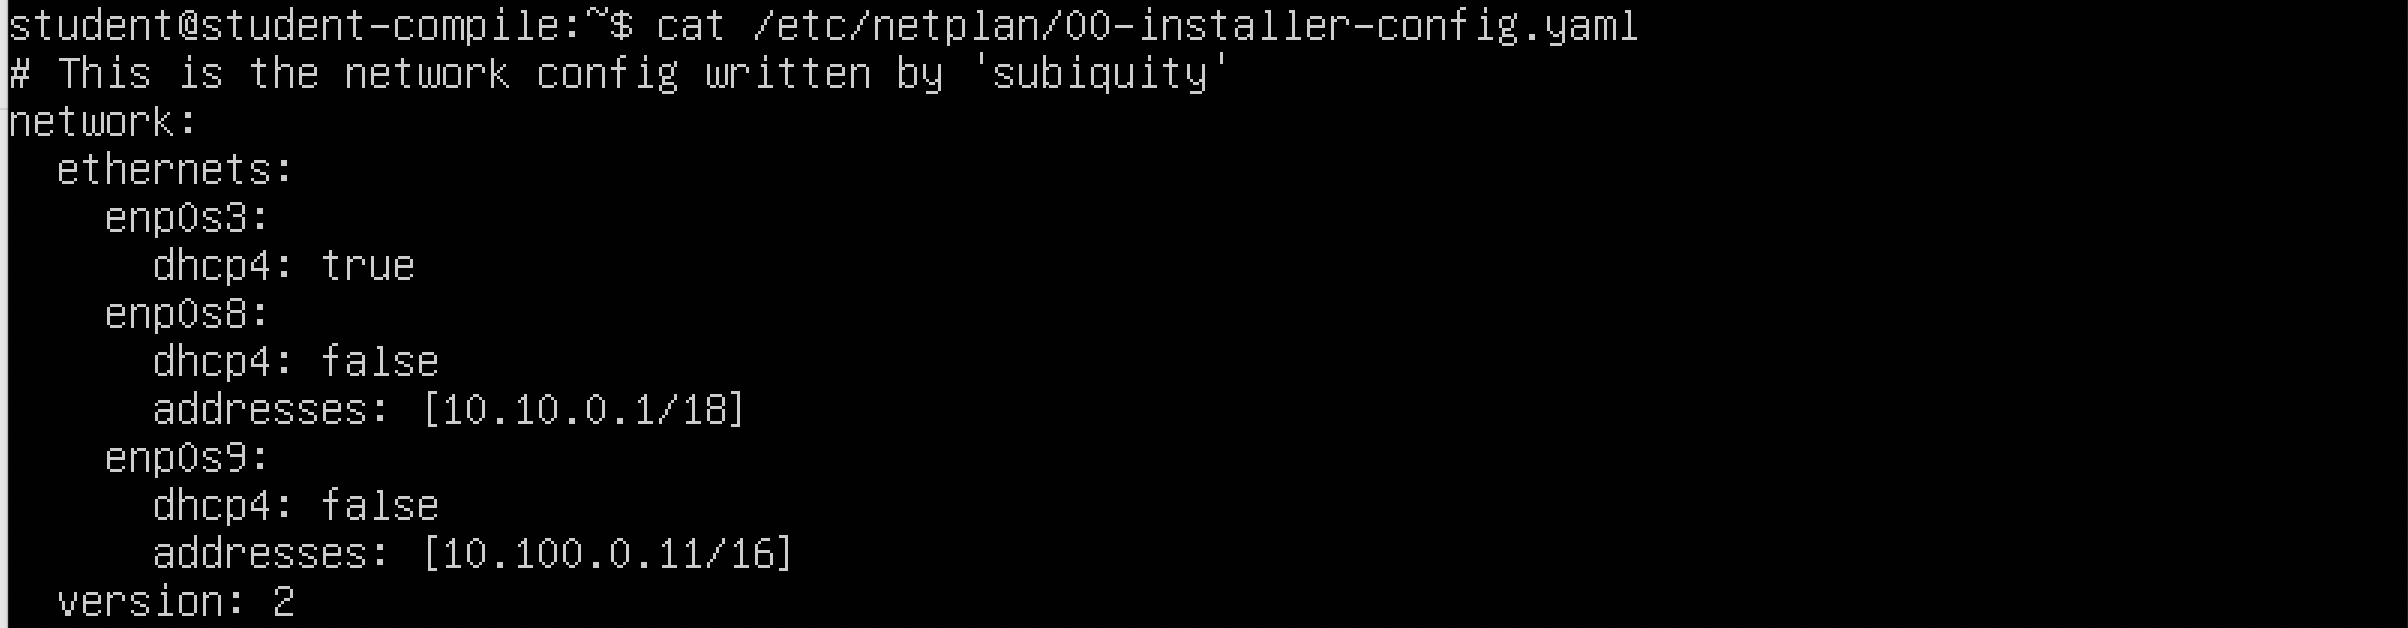 student@student-compile:~$ cat /etc/netplan/00-installer-config.yaml
# This is the network config written by 'subiquity'
network:
  ethernets:
    enp0s3:
      dhcp4: true
    enp0s8:
      dhcp4: false
      addresses: [10.10.0.1/18]
    enp0s9:
      dhcp4: false
      addresses: [10.100.0.11/16]
  version: 2